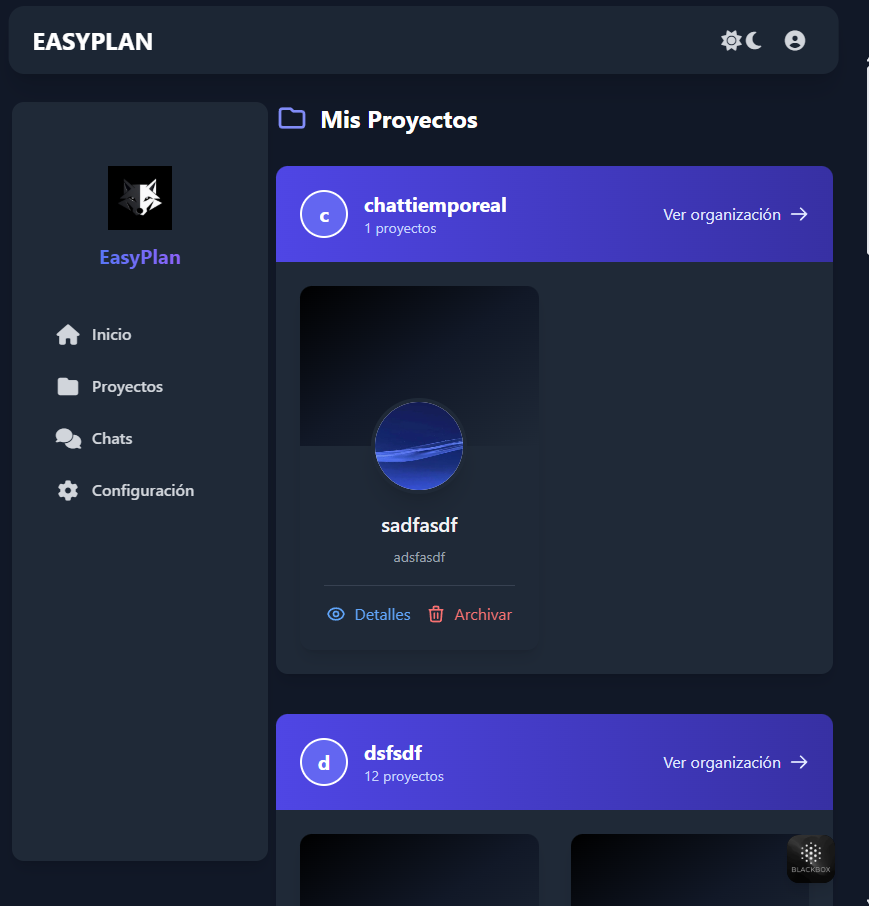 EASYPLAN
EasyPlan
Inicio
Proyectos
Chats
Configuración
Mis Proyectos
c
chattiemporeal
1 proyectos
Ver organización
sadfasdf
adsfasdf
Detalles
Archivar
d
dsfsdf
12 proyectos
Ver organización
BLACKBOX